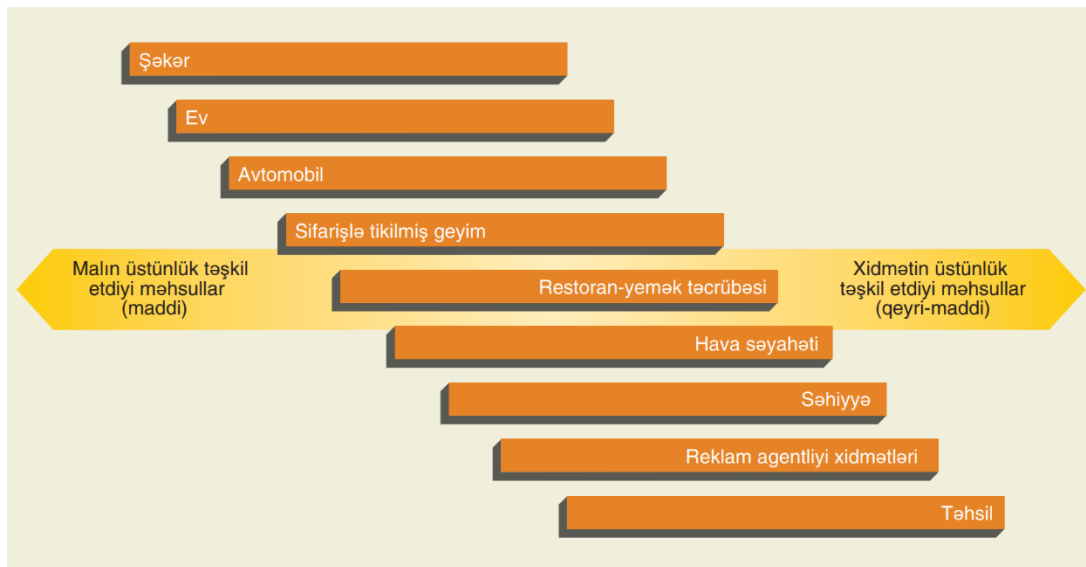 Şəkər
Ev
Avtomobil
Sifarişlə tikilmiş geyim
Malın üstünlük təşkil
etdiyi məhsullar
(maddi)
Xidmətin üstünlük
təşkil etdiyi məhsullar
(qeyri-maddi)
Restoran-yemək təcrübəsi
Hava səyahəti
Səhiyyə
Reklam agentliyi xidmətləri
Təhsil